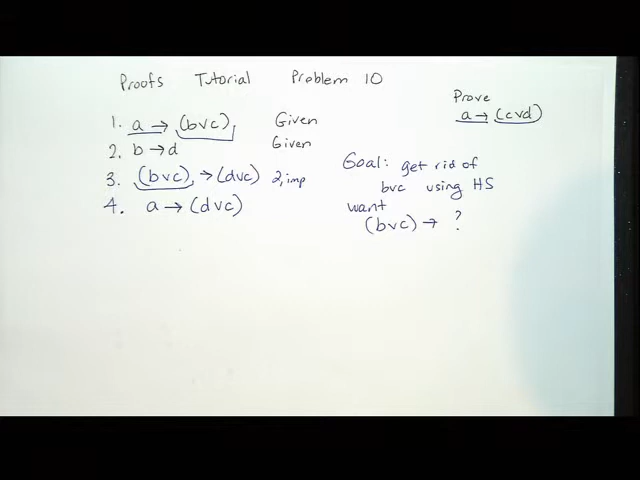 Proofs Tutorial Problem 10
Prove
a → (c∨d)
1. a → (b∨c) Given
2. b → d Given
3. (b∨c) → (d∨c) 2, imp
4. a → (d∨c)
Goal: get rid of
b∨c using HS
want
(b∨c) → ?